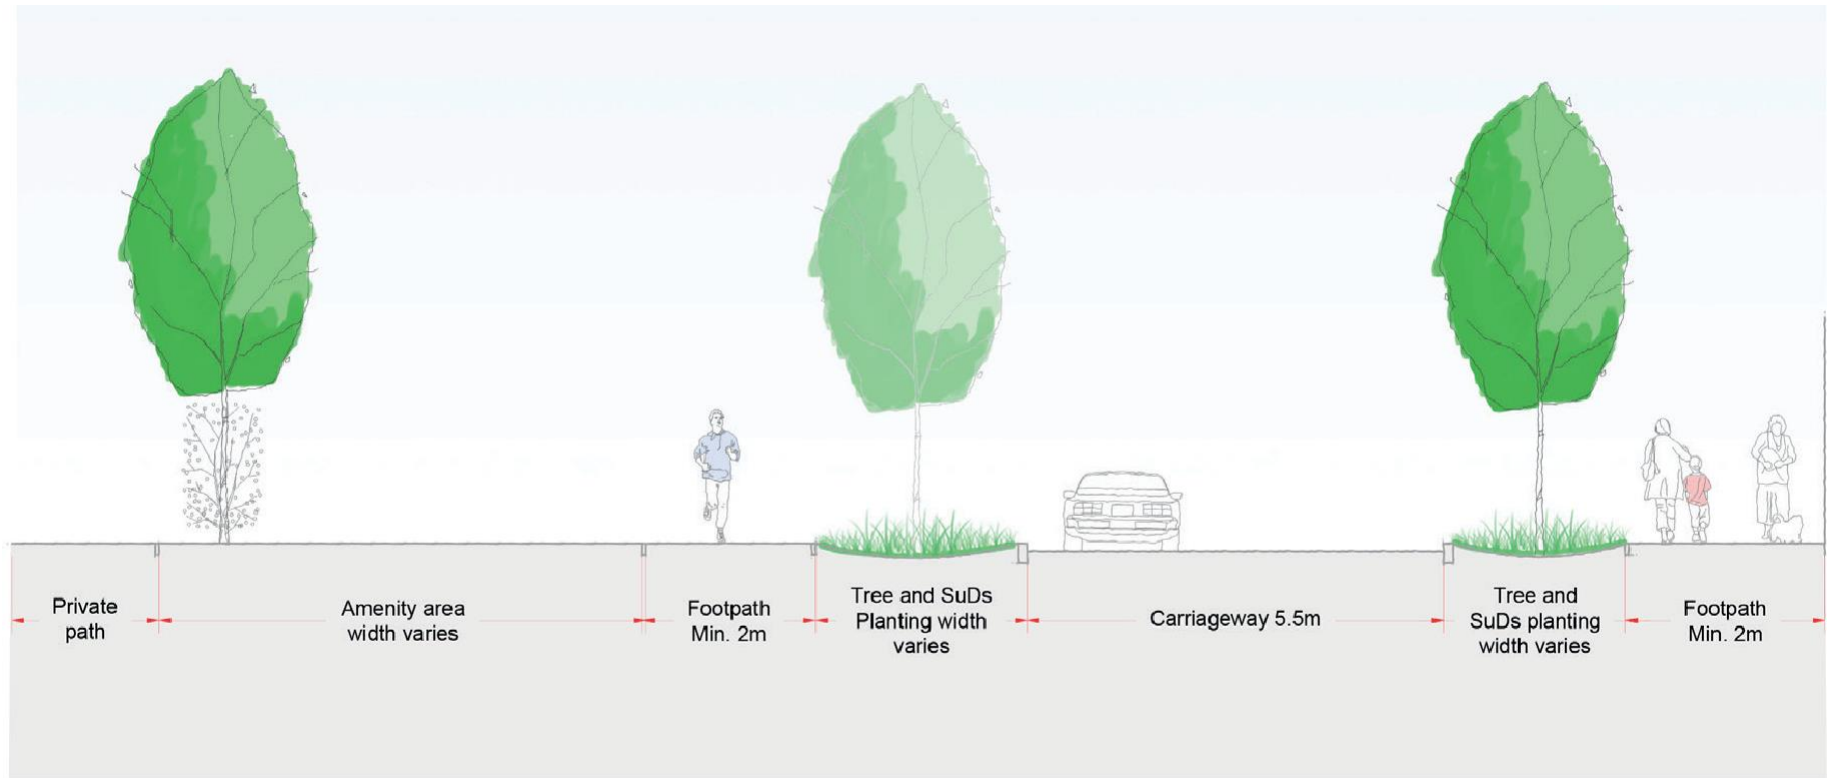 Private
path
Amenity area
width varies
Footpath
Min. 2m
Tree and SuDs
Planting width
varies
Carriageway 5.5m
Tree and
SuDs planting
width varies
Footpath
Min. 2m